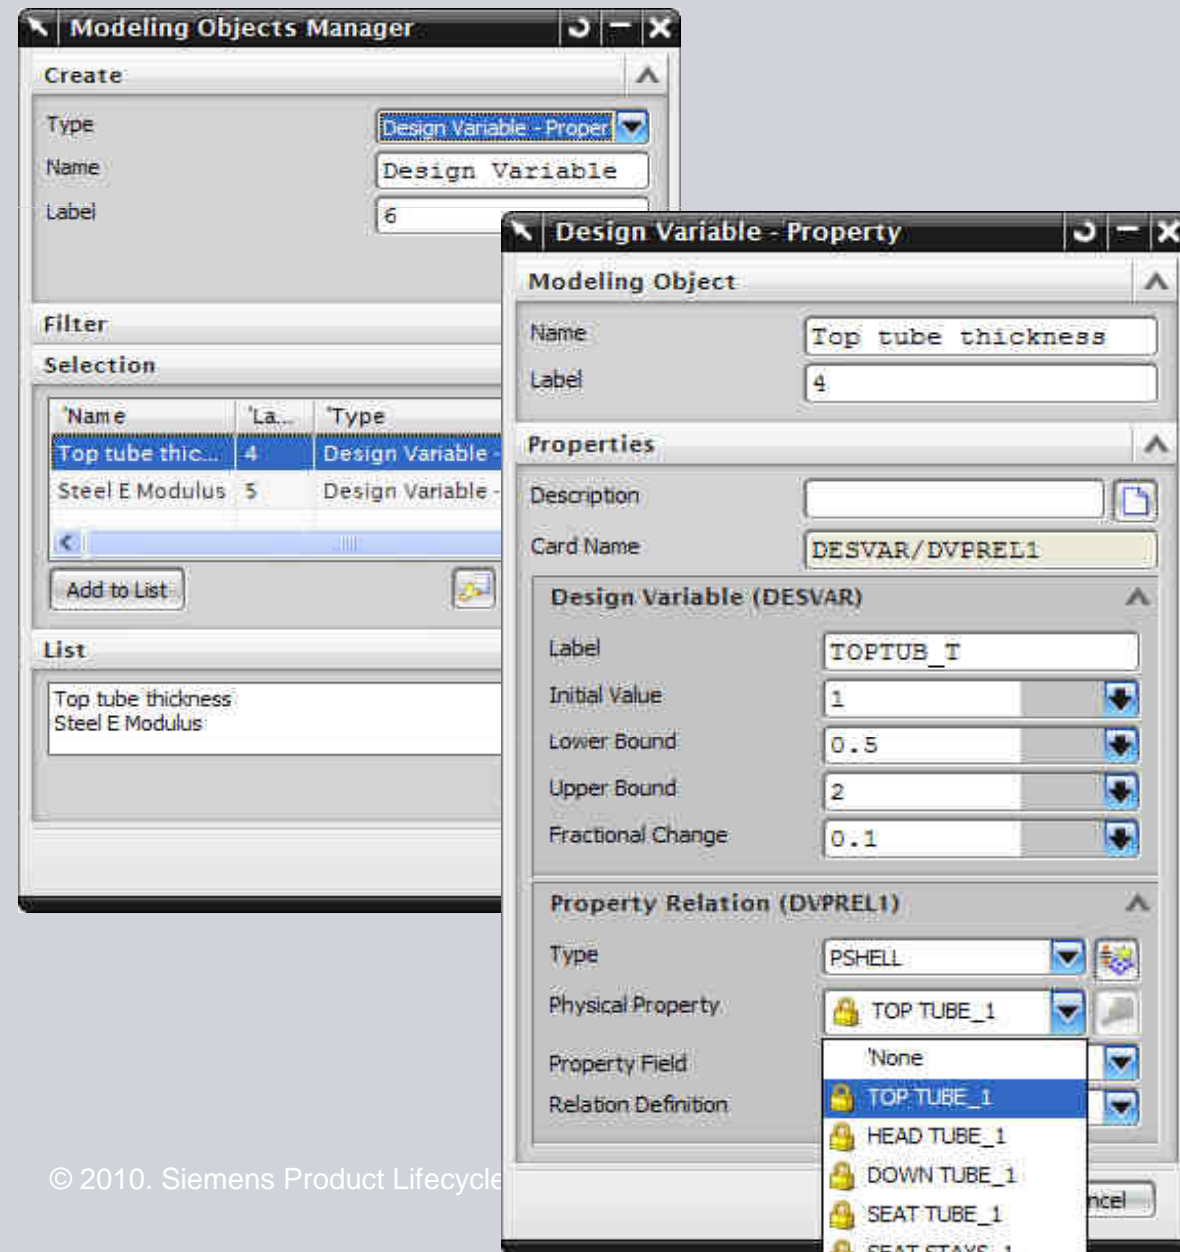 Modeling Objects Manager
Create
Type
Design Variable - Proper
Name
Design Variable
Label
6
Filter
Selection
'Name 'La... 'Type
Top tube thic... 4 Design Variable -
Steel E Modulus 5 Design Variable -
Add to List
List
Top tube thickness
Steel E Modulus
Design Variable - Property
Modeling Object
Name
Top tube thickness
Label
4
Properties
Description
Card Name
DESVAR/DVPREL1
Design Variable (DESVAR)
Label
TOPTUB_T
Initial Value
1
Lower Bound
0.5
Upper Bound
2
Fractional Change
0.1
Property Relation (DVPREL1)
Type
PSHELL
Physical Property
TOP TUBE_1
Property Field
Relation Definition
'None
TOP TUBE_1
HEAD TUBE_1
DOWN TUBE_1
SEAT TUBE_1
SEAT STAYS_1
ncel
© 2010. Siemens Product Lifecycle